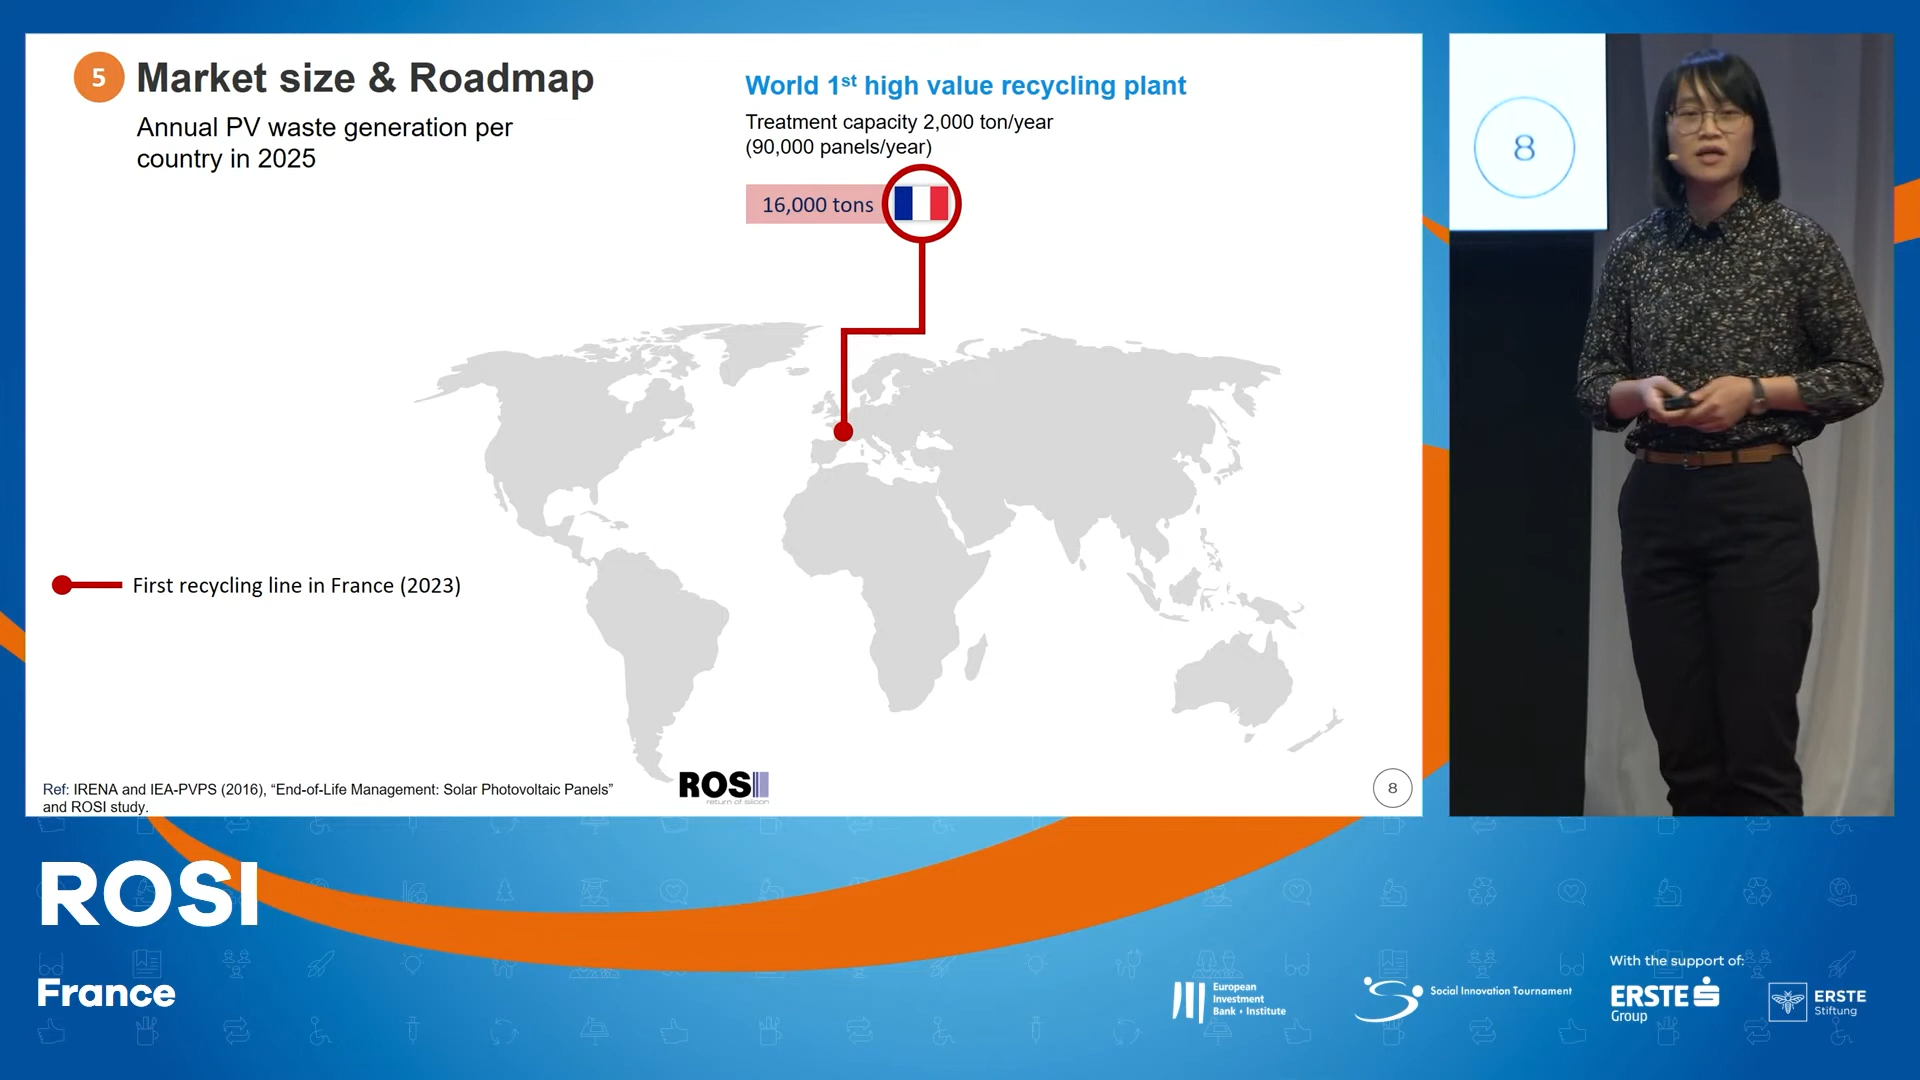 5 Market size & Roadmap
Annual PV waste generation per
country in 2025
World 1st high value recycling plant
Treatment capacity 2,000 ton/year
(90,000 panels/year)
16,000 tons
First recycling line in France (2023)
Ref: IRENA and IEA-PVPS (2016), “End-of-Life Management: Solar Photovoltaic Panels”
and ROSI study.
ROSI
return of silicon
8
8
ROSI
France
European
Investment
Bank • Institute
Social Innovation Tournament
With the support of:
ERSTE
Group
ERSTE
Stiftung